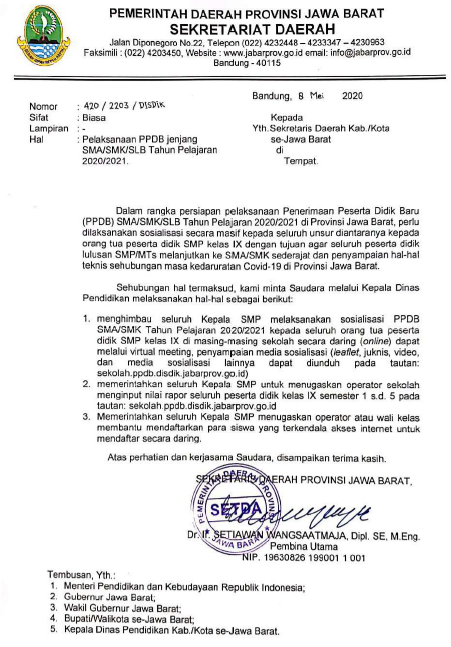 PEMERINTAH DAERAH PROVINSI JAWA BARAT
SEKRETARIAT DAERAH
Jalan Diponegoro No.22, Telepon (022) 4232448 – 4233347 – 4230963
Faksimili : (022) 4203450, Website : www.jabarprov.go.id email: info@jabarprov.go.id
Bandung - 40115
Bandung, 8 Mei 2020
Nomor : 420 / 2203 / DISDIK
Sifat : Biasa
Lampiran : -
Hal : Pelaksanaan PPDB jenjang
SMA/SMK/SLB Tahun Pelajaran
2020/2021.
Kepada
Yth.Sekretaris Daerah Kab./Kota
se-Jawa Barat
di
Tempat.
Dalam rangka persiapan pelaksanaan Penerimaan Peserta Didik Baru
(PPDB) SMA/SMK/SLB Tahun Pelajaran 2020/2021 di Provinsi Jawa Barat, perlu
dilaksanakan sosialisasi secara masif kepada seluruh unsur diantaranya kepada
orang tua peserta didik SMP kelas IX dengan tujuan agar seluruh peserta didik
lulusan SMP/MTs melanjutkan ke SMA/SMK sederajat dan penyampaian hal-hal
teknis sehubungan masa kedaruratan Covid-19 di Provinsi Jawa Barat.
Sehubungan hal termaksud, kami minta Saudara melalui Kepala Dinas
Pendidikan melaksanakan hal-hal sebagai berikut:
1. menghimbau seluruh Kepala SMP melaksanakan sosialisasi PPDB
SMA/SMK Tahun Pelajaran 2020/2021 kepada seluruh orang tua peserta
didik SMP kelas IX di masing-masing sekolah secara daring (online) dapat
melalui virtual meeting, penyampaian media sosialisasi (leaflet, juknis, video,
dan media sosialisasi lainnya dapat diunduh pada tautan:
sekolah.ppdb.disdik.jabarprov.go.id)
2. memerintahkan seluruh Kepala SMP untuk menugaskan operator sekolah
menginput nilai rapor seluruh peserta didik kelas IX semester 1 s.d. 5 pada
tautan: sekolah.ppdb.disdik.jabarprov.go.id
3. Memerintahkan seluruh Kepala SMP menugaskan operator atau wali kelas
membantu mendaftarkan para siswa yang terkendala akses internet untuk
mendaftar secara daring.
Atas perhatian dan kerjasama Saudara, disampaikan terima kasih.
SEKRETARIS DAERAH PROVINSI JAWA BARAT,
PEMERINTAH DAERAH PROVINSI
SETDA
JAWA BARAT
Dr. Ir. SETIAWAN WANGSAATMAJA, Dipl. SE, M.Eng.
Pembina Utama
NIP. 19630826 199001 1 001
Tembusan, Yth.:
1. Menteri Pendidikan dan Kebudayaan Republik Indonesia;
2. Gubernur Jawa Barat;
3. Wakil Gubernur Jawa Barat;
4. Bupati/Walikota se-Jawa Barat;
5. Kepala Dinas Pendidikan Kab./Kota se-Jawa Barat.